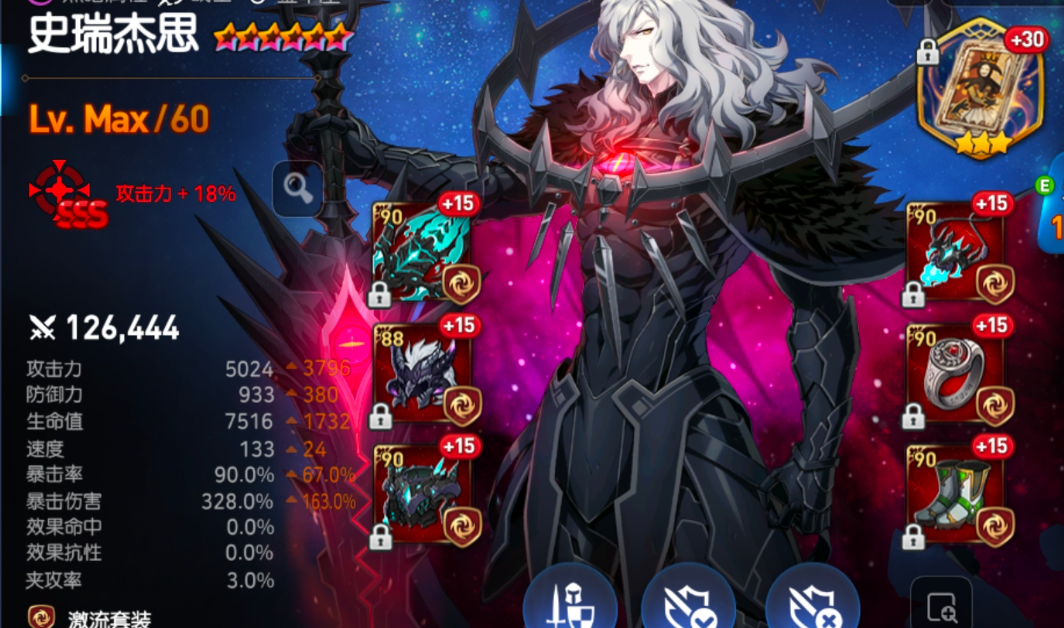 史瑞杰思
Lv. Max/60
SSS 攻击力 + 18%
126,444
攻击力 5024 3796
防御力 933 380
生命值 7516 1732
速度 133 24
暴击率 90.0% 67.0%
暴击伤害 328.0% 163.0%
效果命中 0.0%
效果抗性 0.0%
夹攻率 3.0%
激流套装
90 +15
88 +15
90 +15
+30
E
1
90 +15
90 +15
90 +15